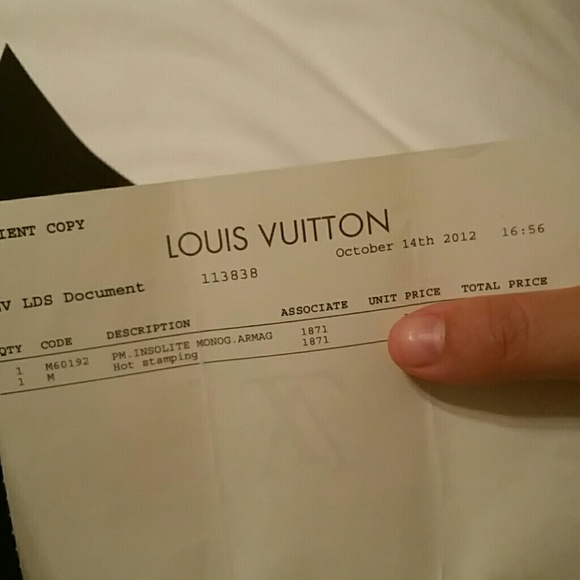 IENT COPY
LOUIS VUITTON
October 14th 2012 16:56
113838
V LDS Document
QTY CODE DESCRIPTION ASSOCIATE UNIT PRICE TOTAL PRICE
1 M60192 PM.INSOLITE MONOG.ARMAG 1871
1 M Hot stamping 1871